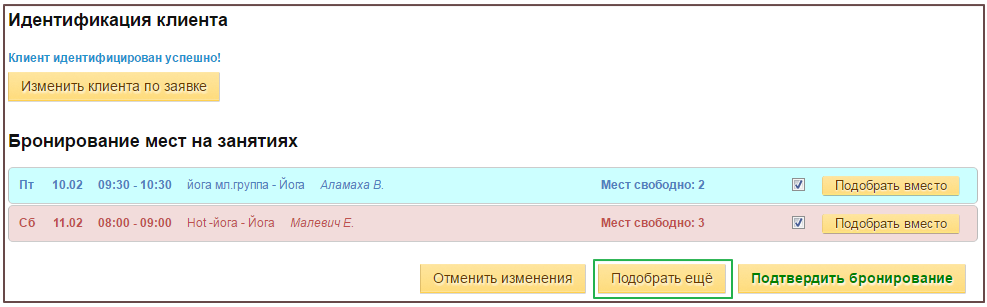 Идентификация клиента
Клиент идентифицирован успешно!
Изменить клиента по заявке
Бронирование мест на занятиях
Пт 10.02 09:30 - 10:30 йога мл.группа - Йога Аламаха В. Мест свободно: 2 Подобрать вместо
Сб 11.02 08:00 - 09:00 Hot -йога - Йога Малевич Е. Мест свободно: 3 Подобрать вместо
Отменить изменения Подобрать ещё Подтвердить бронирование